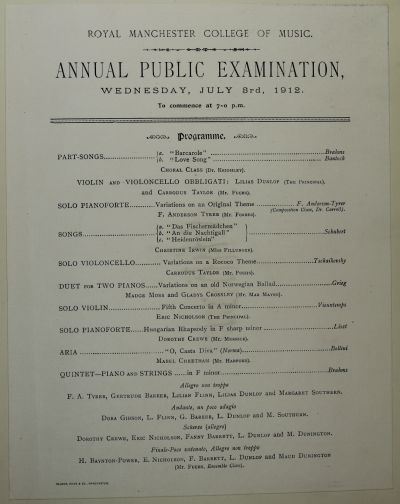 ROYAL MANCHESTER COLLEGE OF MUSIC.
ANNUAL PUBLIC EXAMINATION,
WEDNESDAY, JULY 3rd, 1912.
To commence at 7-0 p.m.
Programme.
PART-SONGS {a. "Barcarole" Brahms
{b. "Love Song" Bantock
CHORAL CLASS (DR. KEIGHLEY).
VIOLIN AND VIOLONCELLO OBBLIGATI: LILIAS DUNLOP (THE PRINCIPAL),
AND CARRODUS TAYLOR (MR. FUCHS).
SOLO PIANOFORTE Variations on an Original Theme F. Anderson-Tyrer
(Composition Class, Dr. Carroll).
F. ANDERSON TYRER (MR. FORBES).
SONGS {a. "Das Fischermädchen"
{b. "An die Nachtigall" } Schubert
{c. "Heidenröslein"
CHRISTINE IRWIN (MISS FILLUNGER).
SOLO VIOLONCELLO Variations on a Rococo Theme Tschaikowsky
CARRODUS TAYLOR (MR. FUCHS).
DUET FOR TWO PIANOS Variations on an old Norwegian Ballad Grieg
MADGE MOSS AND GLADYS CROSSLEY (MR. MAX MAYER).
SOLO VIOLIN Fifth Concerto in A minor Vieuxtemps
ERIC NICHOLSON (THE PRINCIPAL).
SOLO PIANOFORTE Hungarian Rhapsody in F sharp minor Liszt
DOROTHY CREWE (MR. MERRICK).
ARIA "O, Casta Diva" (Norma) Bellini
MABEL CHEETHAM (MR. HARFORD).
QUINTET—PIANO AND STRINGS in F minor Brahms
Allegro non troppo
F. A. TYRER, GERTRUDE BARKER, LILIAN FLINN, LILIAS DUNLOP AND MARGARET SOUTHERN.
Andante, un poco adagio
DORA GIBSON, L. FLINN, G. BARKER, L. DUNLOP AND M. SOUTHERN.
Scherzo (allegro)
DOROTHY CREWE, ERIC NICHOLSON, FANNY BARRETT, L. DUNLOP AND M. DUNINGTON.
Finale-Poco sostenuto, Allegro non troppo
H. BAYNTON-POWER, E. NICHOLSON, F. BARRETT, L. DUNLOP AND MAUD DUNINGTON
(MR. FUCHS, Ensemble Class).